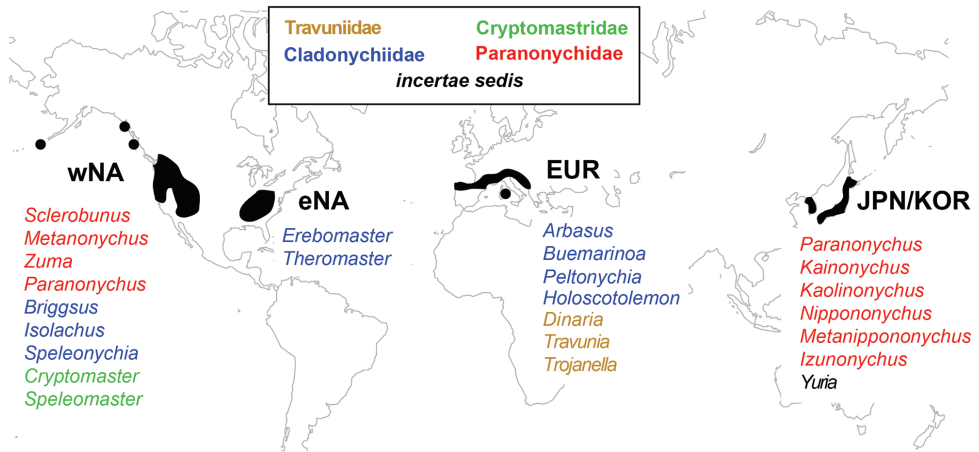 Travuniidae
Cryptomastridae
Cladonychiidae
Paranonychidae
incertae sedis
wNA
Sclerobunus
Metanonychus
Zuma
Paranonychus
Briggsus
Isolachus
Speleonychia
Cryptomaster
Speleomaster
eNA
Erebomaster
Theromaster
EUR
Arbasus
Buemarinoa
Peltonychia
Holoscotolemon
Dinaria
Travunia
Trojanella
JPN/KOR
Paranonychus
Kainonychus
Kaolinonychus
Nippononychus
Metanippononychus
Izunonychus
Yuria